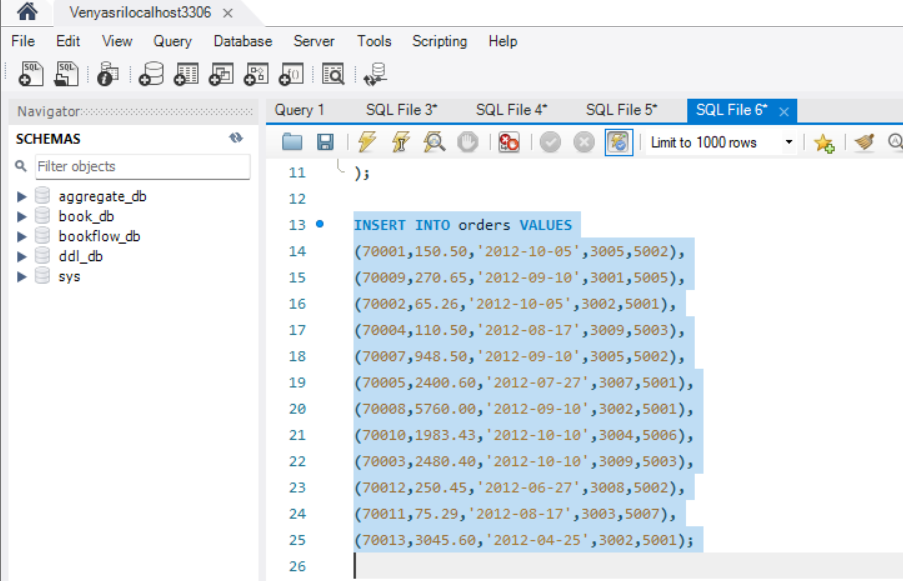 Venyasrilocalhost3306 ×
File Edit View Query Database Server Tools Scripting Help
SQL SQL
Navigator
Query 1 SQL File 3* SQL File 4* SQL File 5* SQL File 6* ×
SCHEMAS
Limit to 1000 rows
Filter objects
aggregate_db
book_db
bookflow_db
ddl_db
sys
11 );
12
13 INSERT INTO orders VALUES
14 (70001,150.50,'2012-10-05',3005,5002),
15 (70009,270.65,'2012-09-10',3001,5005),
16 (70002,65.26,'2012-10-05',3002,5001),
17 (70004,110.50,'2012-08-17',3009,5003),
18 (70007,948.50,'2012-09-10',3005,5002),
19 (70005,2400.60,'2012-07-27',3007,5001),
20 (70008,5760.00,'2012-09-10',3002,5001),
21 (70010,1983.43,'2012-10-10',3004,5006),
22 (70003,2480.40,'2012-10-10',3009,5003),
23 (70012,250.45,'2012-06-27',3008,5002),
24 (70011,75.29,'2012-08-17',3003,5007),
25 (70013,3045.60,'2012-04-25',3002,5001);
26